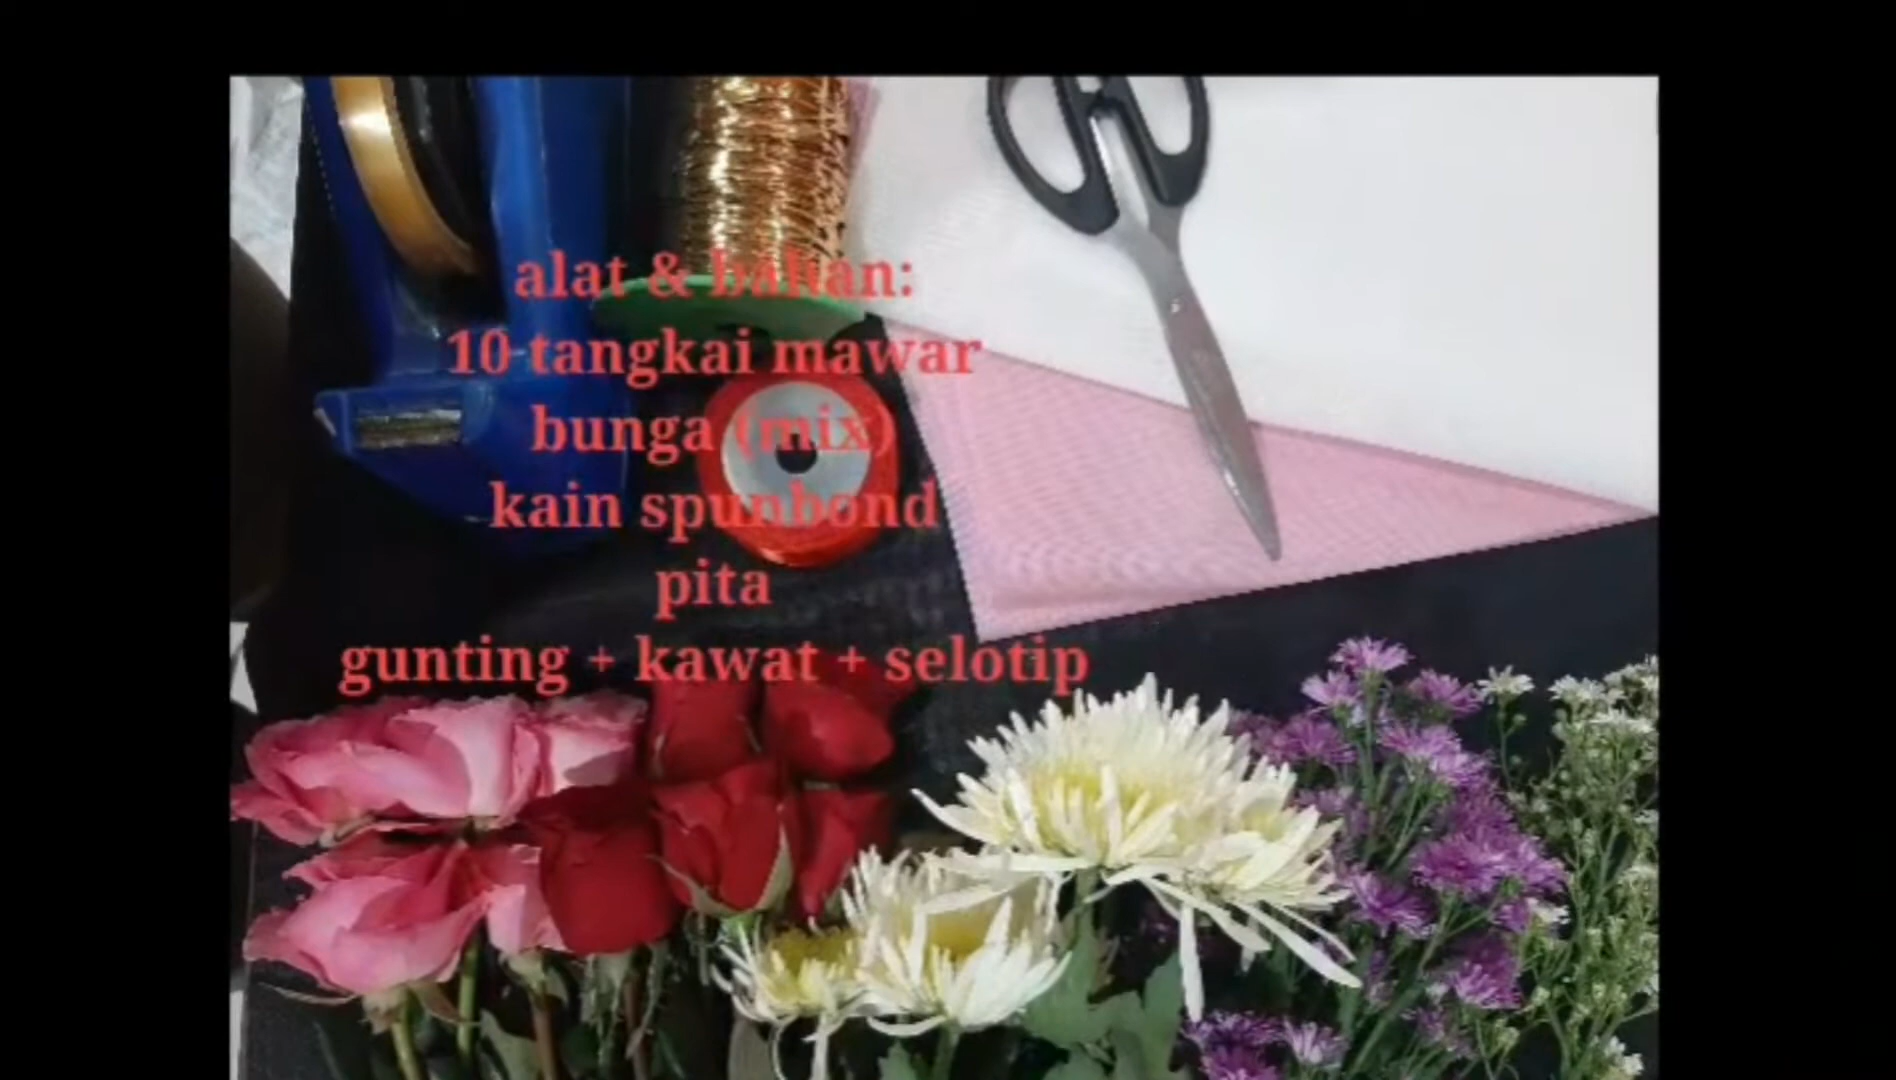 alat & bahan:
10 tangkai mawar
bunga (mix)
kain spunbond
pita
gunting + kawat + selotip